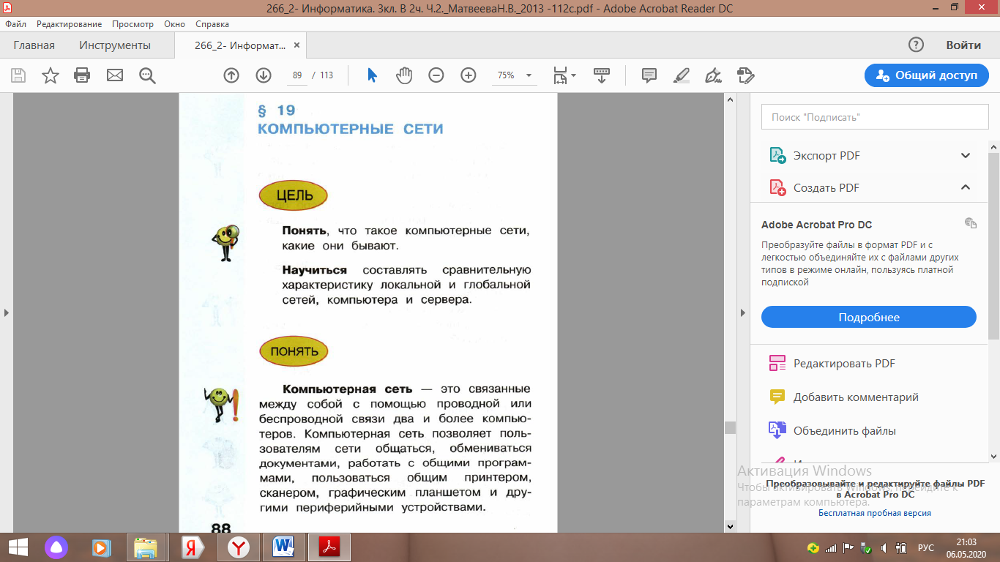 266_2- Информатика. 3кл. В 2ч. Ч.2._МатвееваН.В._2013 -112с.pdf - Adobe Acrobat Reader DC
Файл Редактирование Просмотр Окно Справка
Главная Инструменты 266_2- Информат... × Войти
89 / 113 75% Общий доступ
§ 19
КОМПЬЮТЕРНЫЕ СЕТИ
ЦЕЛЬ
Понять, что такое компьютерные сети,
какие они бывают.
Научиться составлять сравнительную
характеристику локальной и глобальной
сетей, компьютера и сервера.
ПОНЯТЬ
Компьютерная сеть — это связанные
между собой с помощью проводной или
беспроводной связи два и более компью-
теров. Компьютерная сеть позволяет поль-
зователям сети общаться, обмениваться
документами, работать с общими програм-
мами, пользоваться общим принтером,
сканером, графическим планшетом и дру-
гими периферийными устройствами.
88
Поиск "Подписать"
Экспорт PDF
Создать PDF
Adobe Acrobat Pro DC
Преобразуйте файлы в формат PDF и с
легкостью объединяйте их с файлами других
типов в режиме онлайн, пользуясь платной
подпиской
Подробнее
Редактировать PDF
Добавить комментарий
Объединить файлы
Активация Windows
Чтобы активировать Windows, перейдите к
параметрам компьютера.
Преобразовывайте и редактируйте файлы PDF
в Acrobat Pro DC
Бесплатная пробная версия
РУС 21:03
06.05.2020